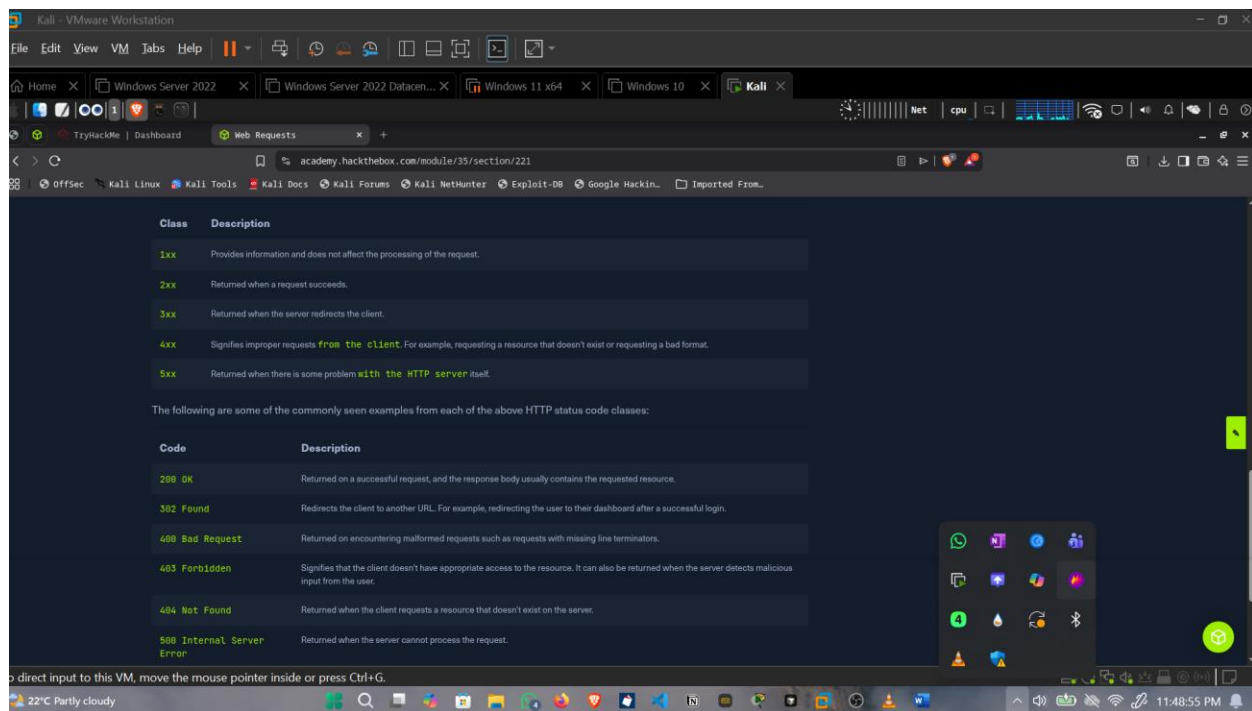 Kali - VMware Workstation
File Edit View VM Tabs Help
Home Windows Server 2022 Windows Server 2022 Datacen... Windows 11 x64 Windows 10 Kali
1 Net cpu
TryHackMe | Dashboard Web Requests
academy.hackthebox.com/module/35/section/221
OffSec Kali Linux Kali Tools Kali Docs Kali Forums Kali NetHunter Exploit-DB Google Hackin… Imported From…
Class Description
1xx Provides information and does not affect the processing of the request.
2xx Returned when a request succeeds.
3xx Returned when the server redirects the client.
4xx Signifies improper requests from the client. For example, requesting a resource that doesn't exist or requesting a bad format.
5xx Returned when there is some problem with the HTTP server itself.
The following are some of the commonly seen examples from each of the above HTTP status code classes:
Code Description
200 OK Returned on a successful request, and the response body usually contains the requested resource.
302 Found Redirects the client to another URL. For example, redirecting the user to their dashboard after a successful login.
400 Bad Request Returned on encountering malformed requests such as requests with missing line terminators.
403 Forbidden Signifies that the client doesn't have appropriate access to the resource. It can also be returned when the server detects malicious
input from the user.
404 Not Found Returned when the client requests a resource that doesn't exist on the server.
500 Internal Server Returned when the server cannot process the request.
Error
4
o direct input to this VM, move the mouse pointer inside or press Ctrl+G.
22°C Partly cloudy 11:48:55 PM